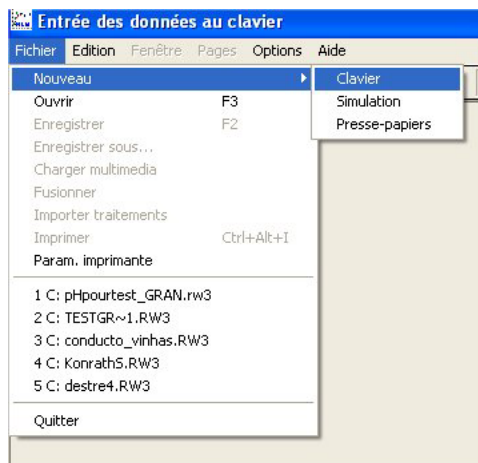 Entrée des données au clavier
Fichier Edition Fenêtre Pages Options Aide
Nouveau
Clavier
Ouvrir F3
Simulation
Enregistrer F2
Presse-papiers
Enregistrer sous...
Charger multimedia
Fusionner
Importer traitements
Imprimer Ctrl+Alt+I
Param. imprimante
1 C: pHpourtest_GRAN.rw3
2 C: TESTGR~1.RW3
3 C: conducto_vinhas.RW3
4 C: KonrathS.RW3
5 C: destre4.RW3
Quitter